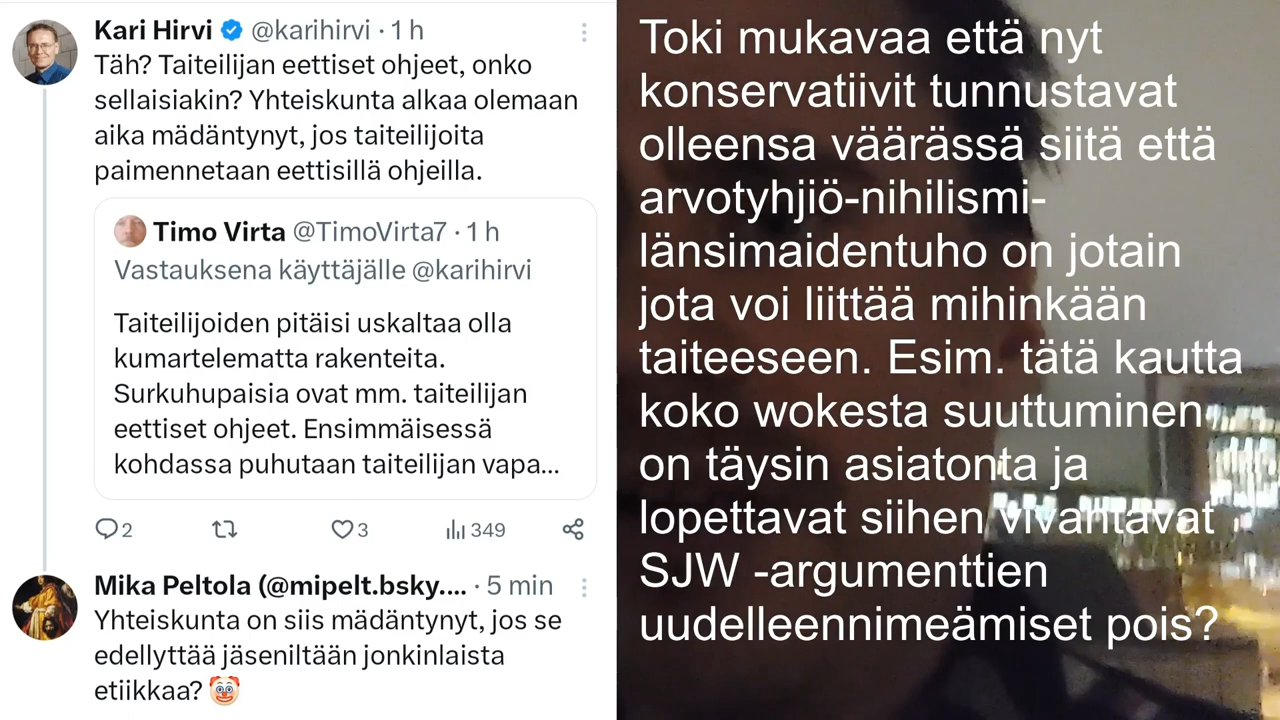 Kari Hirvi @karihirvi · 1 h
Täh? Taiteilijan eettiset ohjeet, onko
sellaisiakin? Yhteiskunta alkaa olemaan
aika mädäntynyt, jos taiteilijoita
paimennetaan eettisillä ohjeilla.
Timo Virta @TimoVirta7 · 1 h
Vastauksena käyttäjälle @karihirvi
Taiteilijoiden pitäisi uskaltaa olla
kumartelematta rakenteita.
Surkuhupaisia ovat mm. taiteilijan
eettiset ohjeet. Ensimmäisessä
kohdassa puhutaan taiteilijan vapa...
2 3 349
Mika Peltola (@mipelt.bsky.... · 5 min
Yhteiskunta on siis mädäntynyt, jos se
edellyttää jäseniltään jonkinlaista
etiikkaa? 🤡
Toki mukavaa että nyt
konservatiivit tunnustavat
olleensa väärässä siitä että
arvotyhjiö-nihilismi-
länsimaidentuho on jotain
jota voi liittää mihinkään
taiteeseen. Esim. tätä kautta
koko wokesta suuttuminen
on täysin asiatonta ja
lopettavat siihen vivahtavat
SJW -argumenttien
uudelleennimeämiset pois?